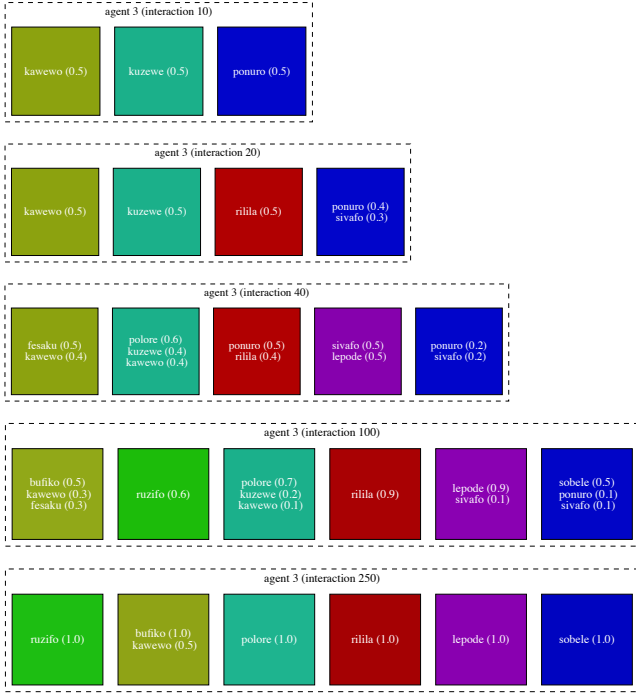 agent 3 (interaction 10)
kawewo (0.5)
kuzewe (0.5)
ponuro (0.5)
agent 3 (interaction 20)
kawewo (0.5)
kuzewe (0.5)
rilila (0.5)
ponuro (0.4)
sivafo (0.3)
agent 3 (interaction 40)
fesaku (0.5)
kawewo (0.4)
polore (0.6)
kuzewe (0.4)
kawewo (0.4)
ponuro (0.5)
rilila (0.4)
sivafo (0.5)
lepode (0.5)
ponuro (0.2)
sivafo (0.2)
agent 3 (interaction 100)
bufiko (0.5)
kawewo (0.3)
fesaku (0.3)
ruzifo (0.6)
polore (0.7)
kuzewe (0.2)
kawewo (0.1)
rilila (0.9)
lepode (0.9)
sivafo (0.1)
sobele (0.5)
ponuro (0.1)
sivafo (0.1)
agent 3 (interaction 250)
ruzifo (1.0)
bufiko (1.0)
kawewo (0.5)
polore (1.0)
rilila (1.0)
lepode (1.0)
sobele (1.0)